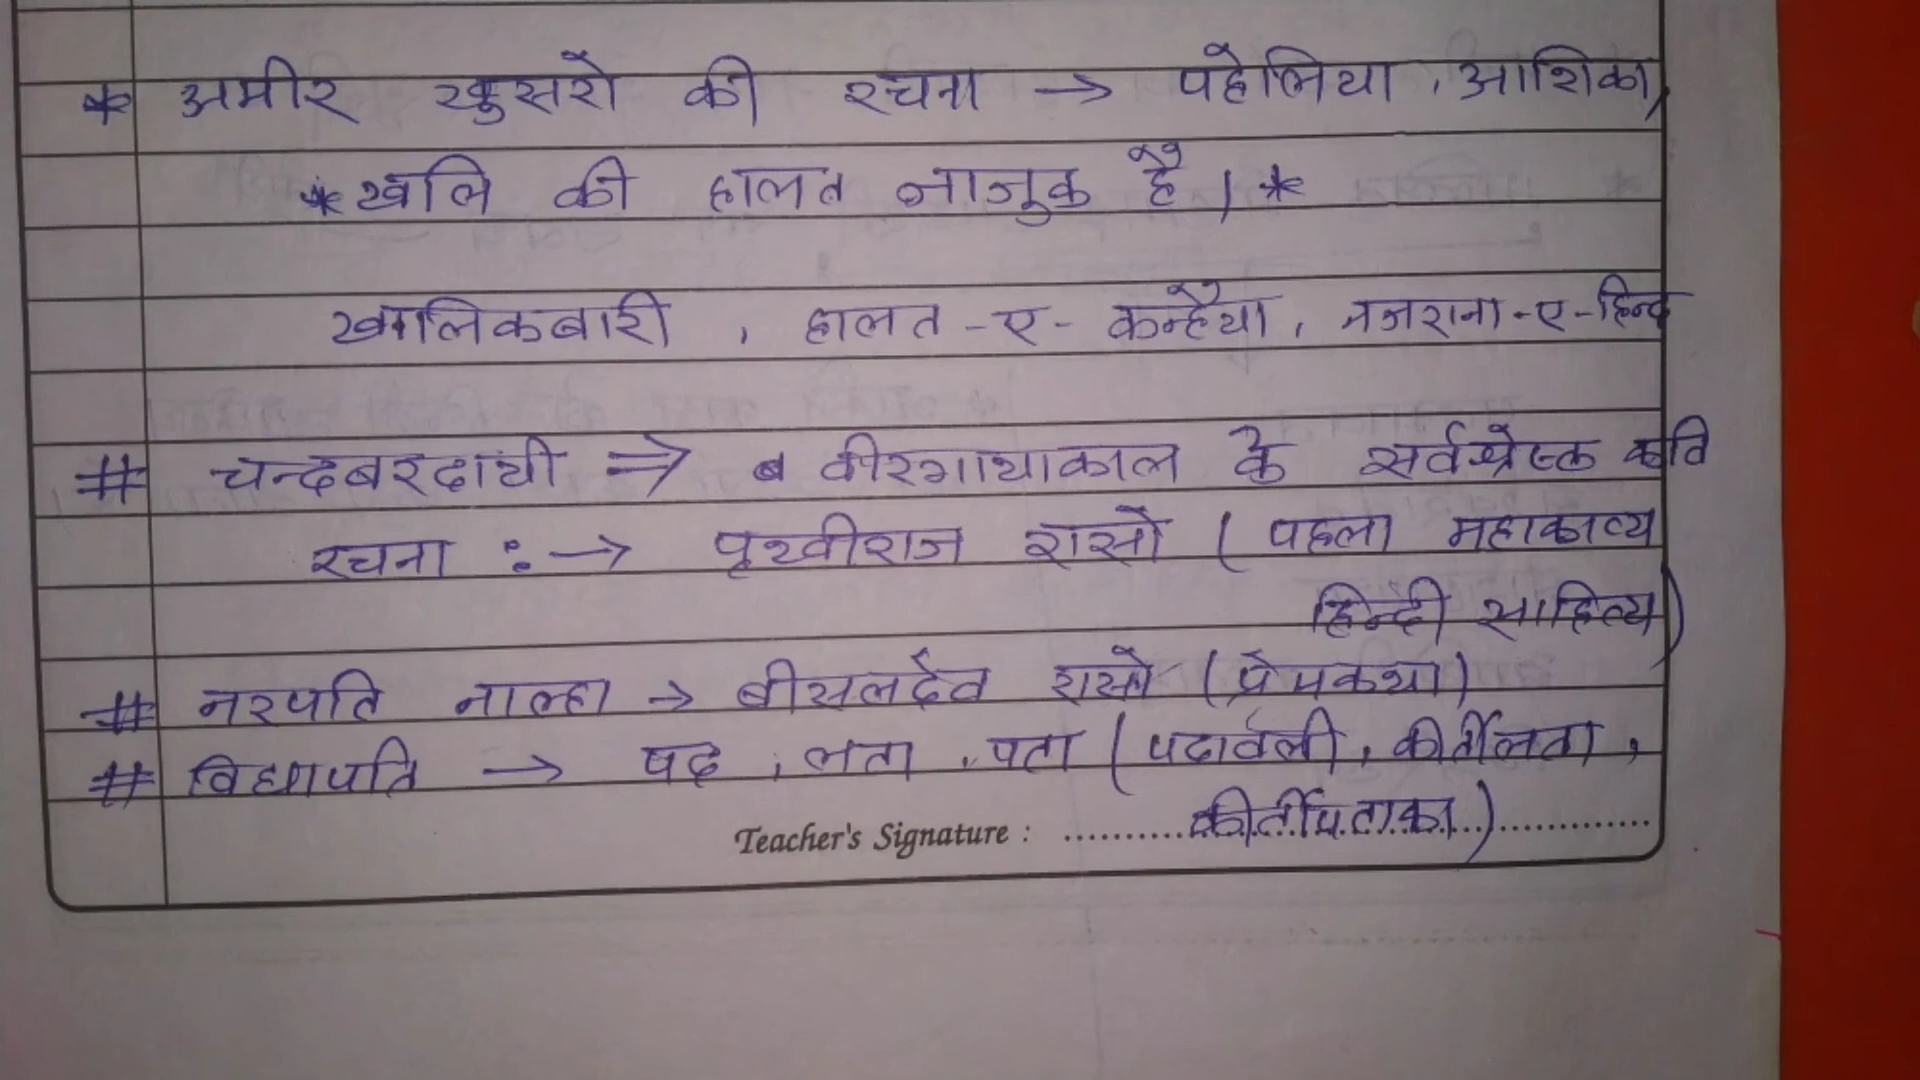 * अमीर खुसरो की रचना → पहेलिया, आशिका,
* खलि की हालत नाजुक है। *
खालिकबारी , हालत -ए- कन्हैया, नजराना-ए-हिन्द
# चन्दबरदायी ⇒ वीरगाथाकाल के सर्वश्रेष्ठ कवि
रचना :→ पृथ्वीराज रासो ( पहला महाकाव्य
हिन्दी साहित्य)
# नरपति नाल्हा → बीसलदेव रासो (प्रेमकथा)
# विद्यापति → पद , लता , पता ( पदावली, कीर्तीलता ,
कीर्तीपताका)
Teacher's Signature :